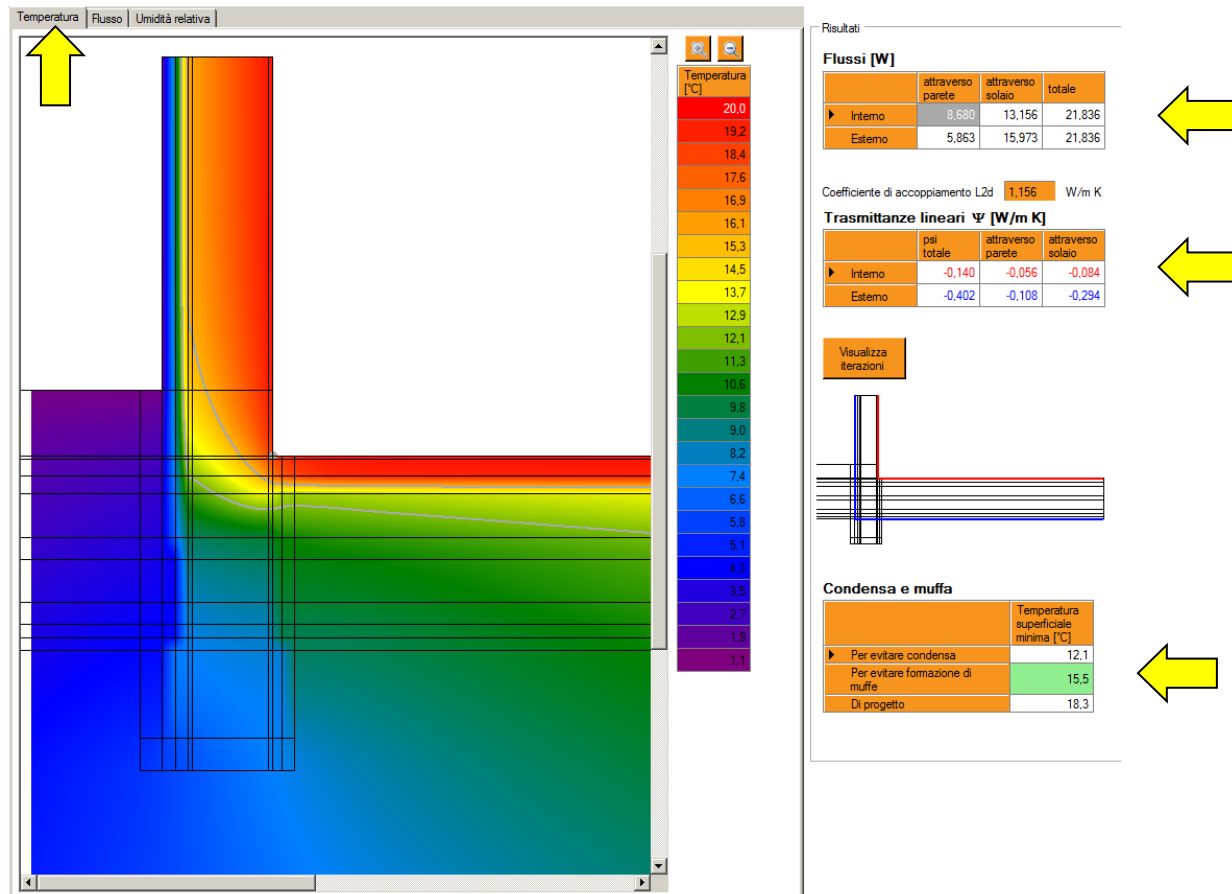 Temperatura Flusso Umidità relativa
Temperatura
[°C]
20,0
19,2
18,4
17,6
16,9
16,1
15,3
14,5
13,7
12,9
12,1
11,3
10,6
9,8
9,0
8,2
7,4
6,6
5,8
5,1
4,3
3,5
2,7
1,9
1,1
Risultati
Flussi [W]
attraverso parete attraverso solaio totale
Interno 8,680 13,156 21,836
Esterno 5,863 15,973 21,836
Coefficiente di accoppiamento L2d 1,156 W/m K
Trasmittanze lineari Ψ [W/m K]
psi totale attraverso parete attraverso solaio
Interno -0,140 -0,056 -0,084
Esterno -0,402 -0,108 -0,294
Visualizza
iterazioni
Condensa e muffa
Temperatura
superficiale
minima [°C]
Per evitare condensa 12,1
Per evitare formazione di muffe 15,5
Di progetto 18,3